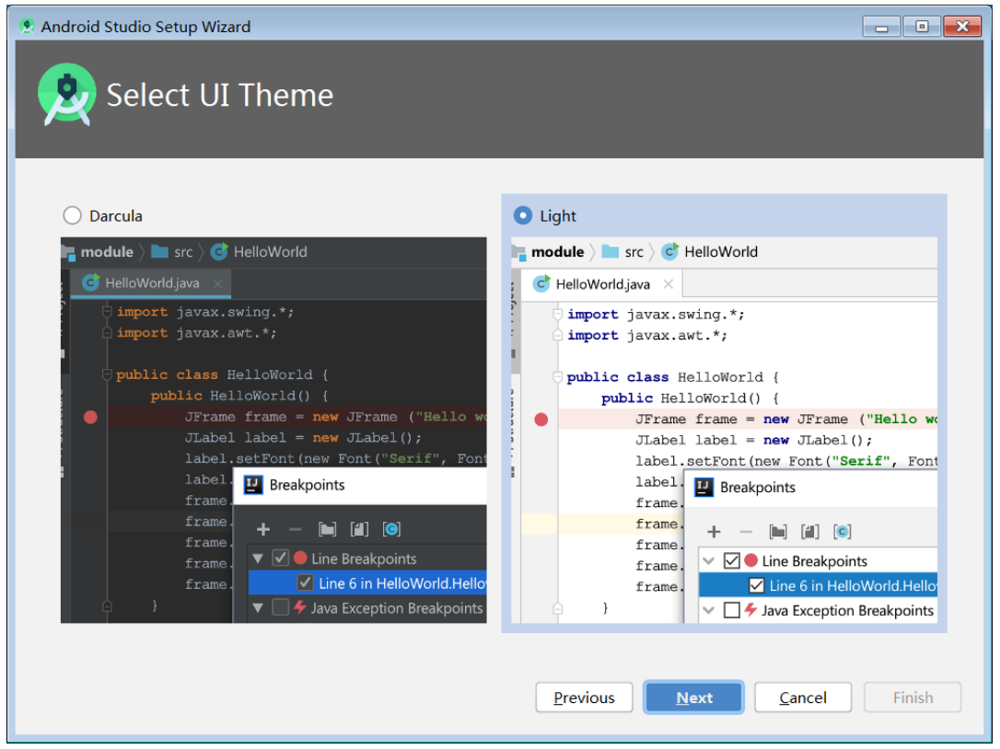 Android Studio Setup Wizard
Select UI Theme
Darcula
module src HelloWorld
HelloWorld.java
import javax.swing.*;
import javax.awt.*;
public class HelloWorld {
public HelloWorld() {
JFrame frame = new JFrame ("Hello wo
JLabel label = new JLabel();
label.setFont(new Font("Serif", Font
label.
frame.
frame.
frame.
frame.
frame.
}
Breakpoints
Line Breakpoints
Line 6 in HelloWorld.Hello
Java Exception Breakpoints
Light
module src HelloWorld
HelloWorld.java
import javax.swing.*;
import javax.awt.*;
public class HelloWorld {
public HelloWorld() {
JFrame frame = new JFrame ("Hello wo
JLabel label = new JLabel();
label.setFont(new Font("Serif", Font
label.
frame.
frame.
frame.
frame.
frame.
}
Breakpoints
Line Breakpoints
Line 6 in HelloWorld.Hello
Java Exception Breakpoints
Previous Next Cancel Finish